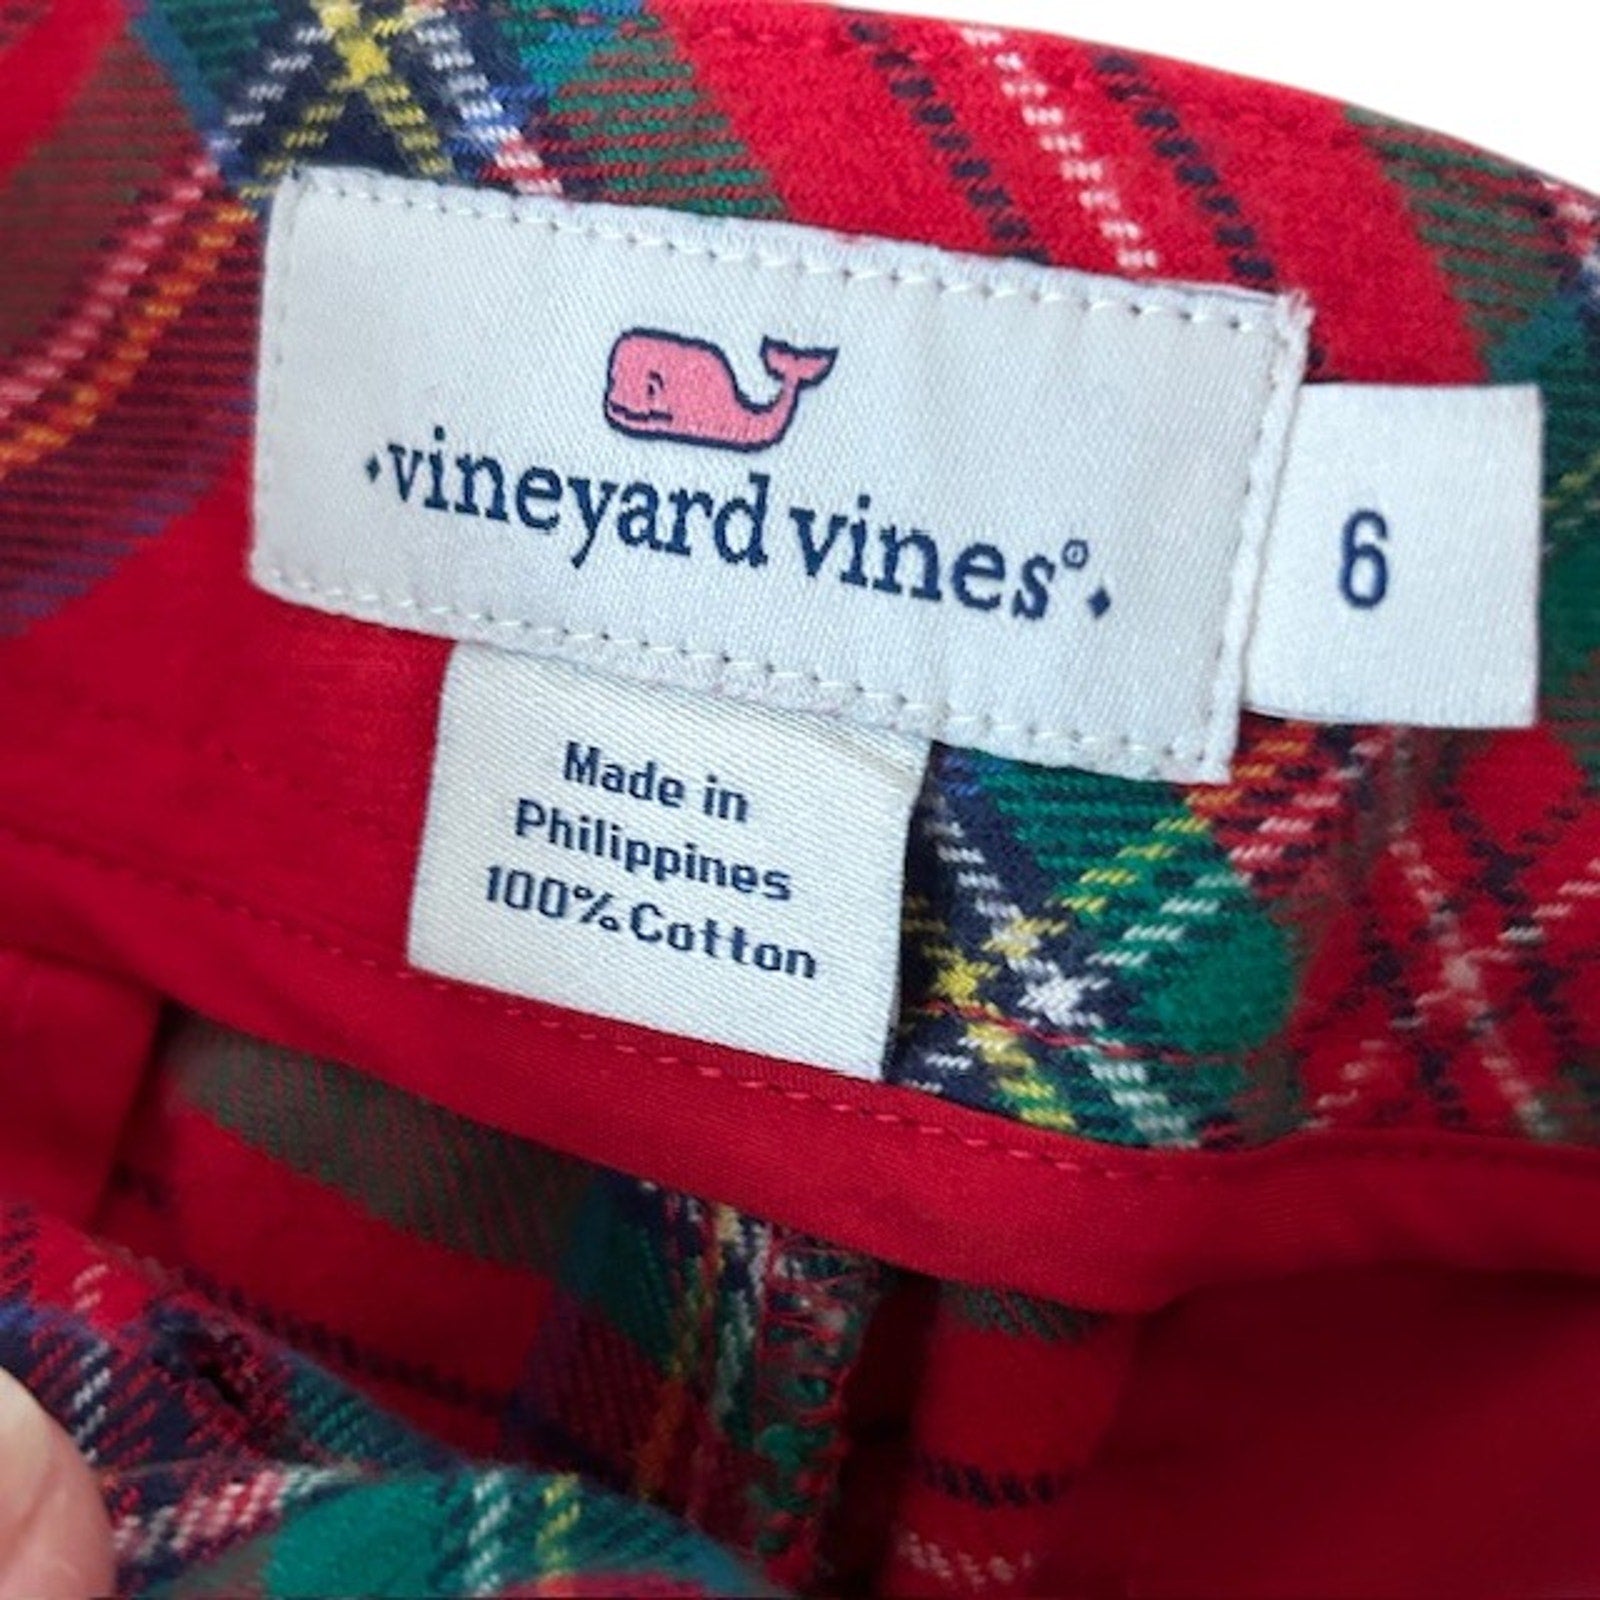 vineyard vines®
6
Made in
Philippines
100% Cotton